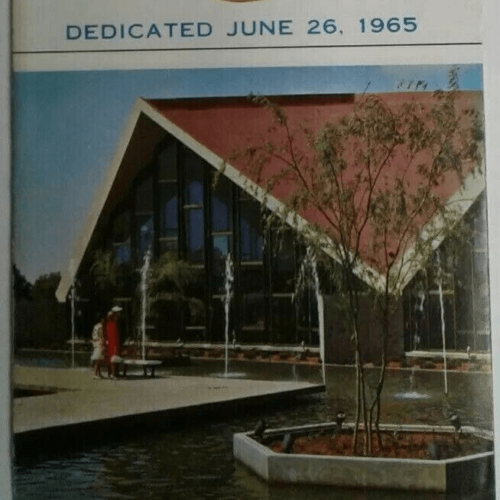 DEDICATED JUNE 26, 1965